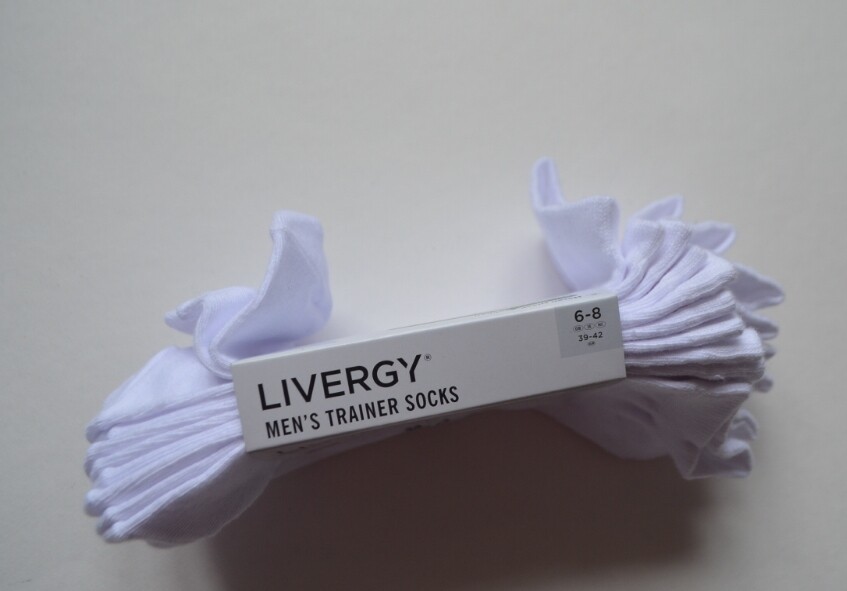 LIVERGY®
MEN'S TRAINER SOCKS
6-8
39-42